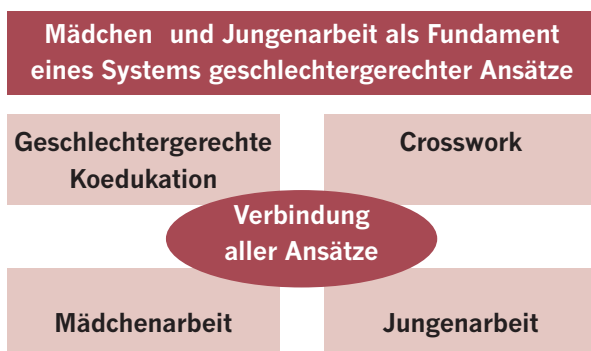 Mädchen und Jungenarbeit als Fundament
eines Systems geschlechtergerechter Ansätze
Geschlechtergerechte
Koedukation
Crosswork
Verbindung
aller Ansätze
Mädchenarbeit
Jungenarbeit